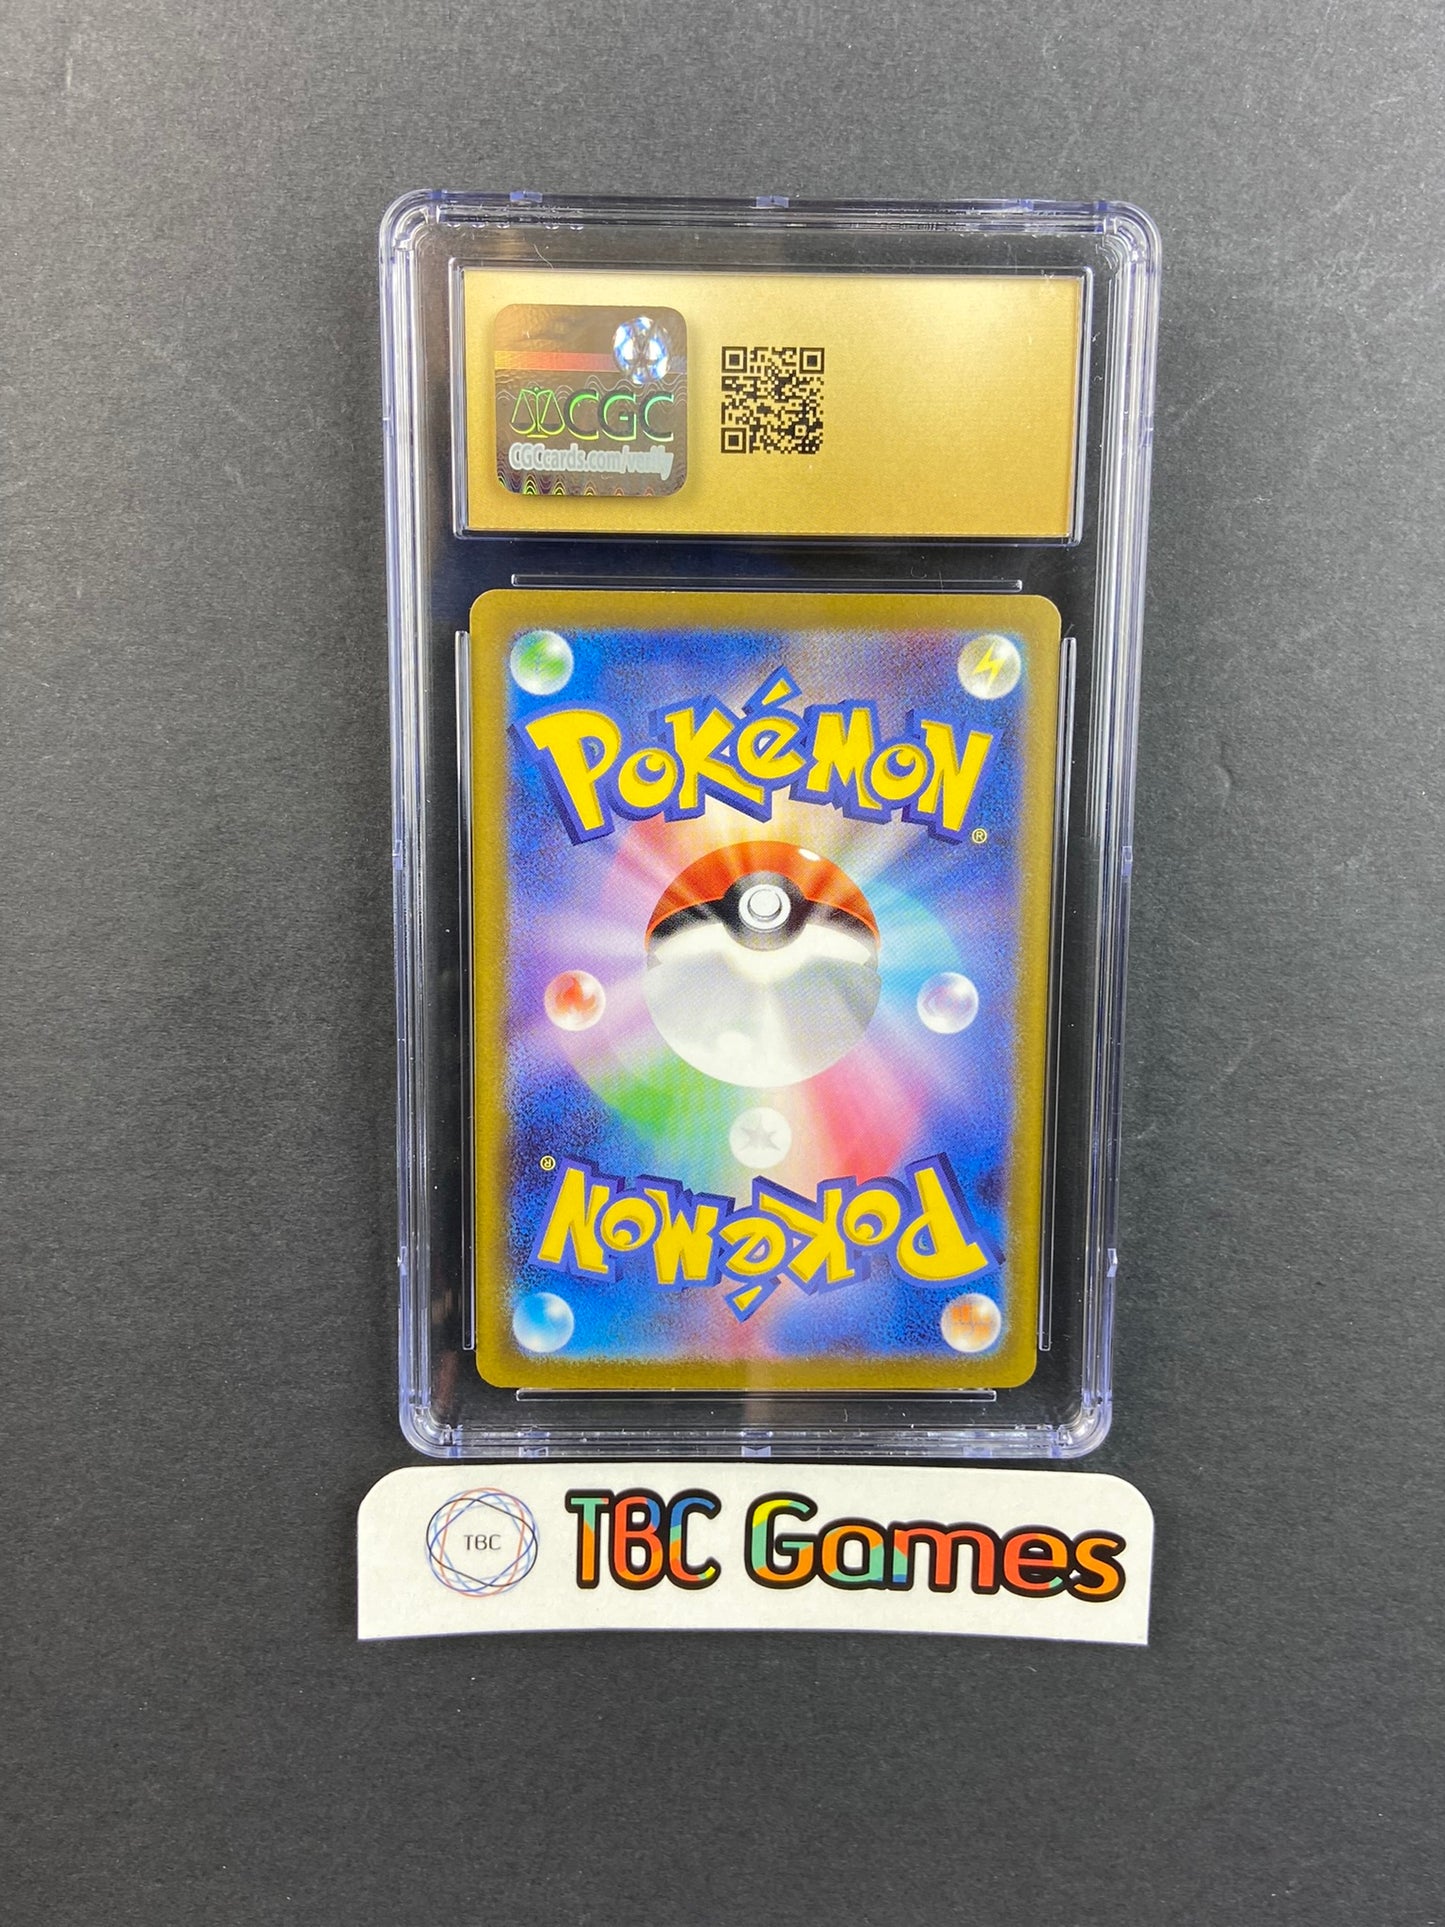 CGC
CGCcards.com/verify
POKéMON®
POKéMON®
TBC
TBC Games